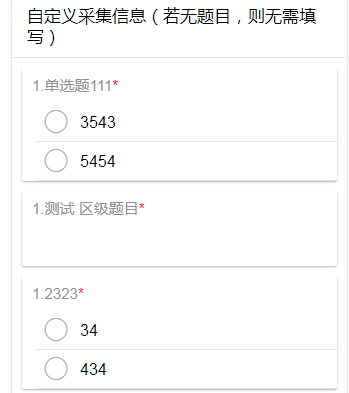 自定义采集信息（若无题目，则无需填
写）
1.单选题111*
3543
5454
1.测试 区级题目*
1.2323*
34
434